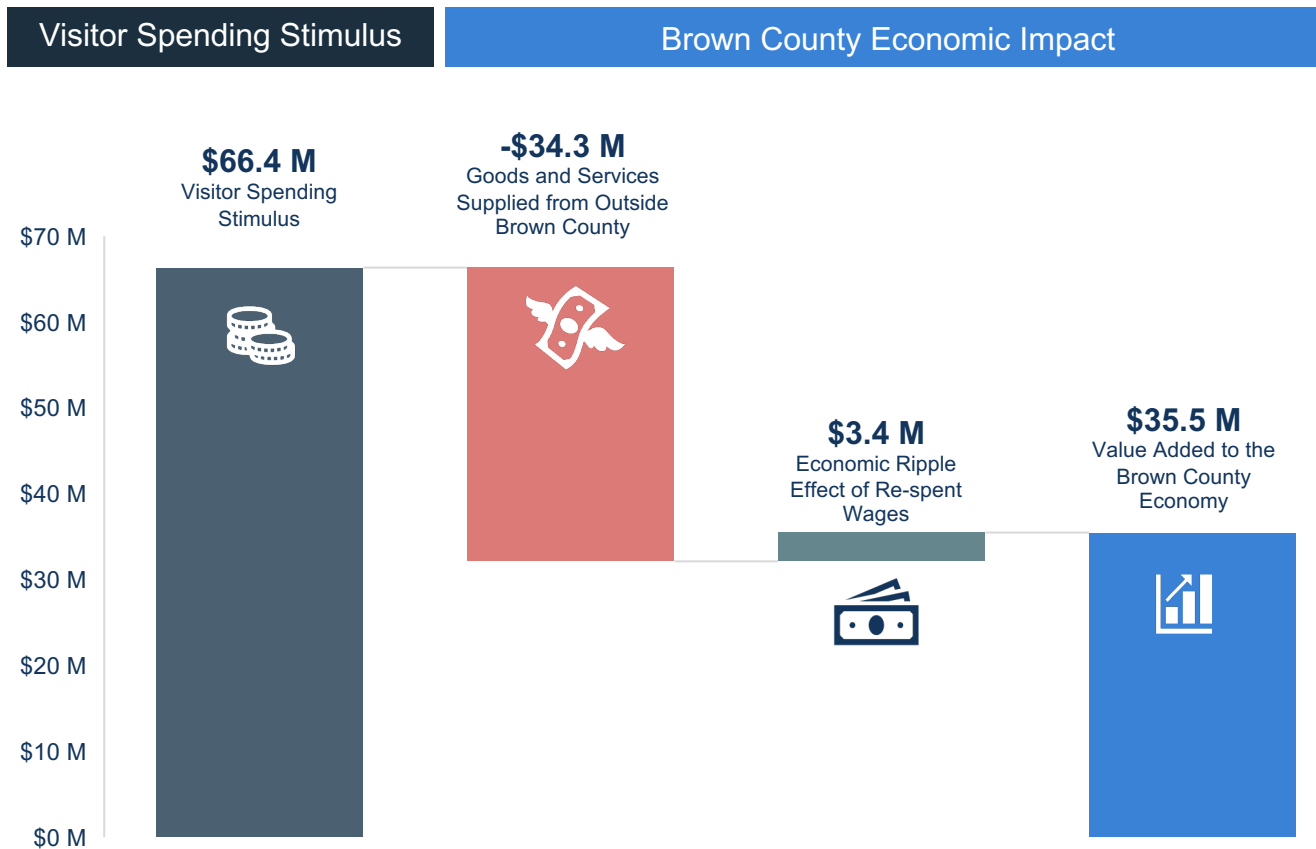 Visitor Spending Stimulus
Brown County Economic Impact
$66.4 M
Visitor Spending
Stimulus
-$34.3 M
Goods and Services
Supplied from Outside
Brown County
$3.4 M
Economic Ripple
Effect of Re-spent
Wages
$35.5 M
Value Added to the
Brown County
Economy
$70 M
$60 M
$50 M
$40 M
$30 M
$20 M
$10 M
$0 M